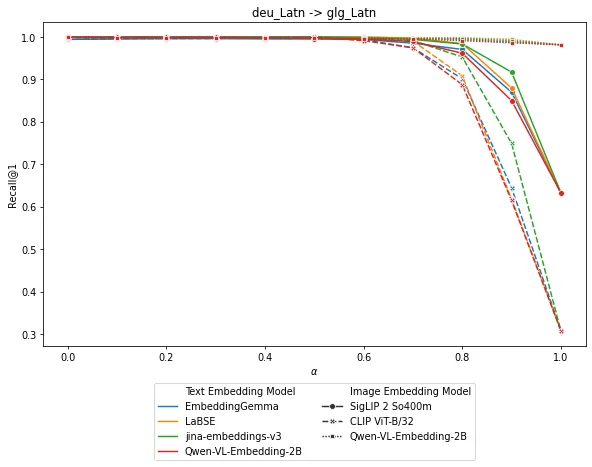 deu_Latn -> glg_Latn
Recall@1
1.0
0.9
0.8
0.7
0.6
0.5
0.4
0.3
0.0 0.2 0.4 0.6 0.8 1.0
α
Text Embedding Model Image Embedding Model
EmbeddingGemma SigLIP 2 So400m
LaBSE CLIP ViT-B/32
jina-embeddings-v3 Qwen-VL-Embedding-2B
Qwen-VL-Embedding-2B